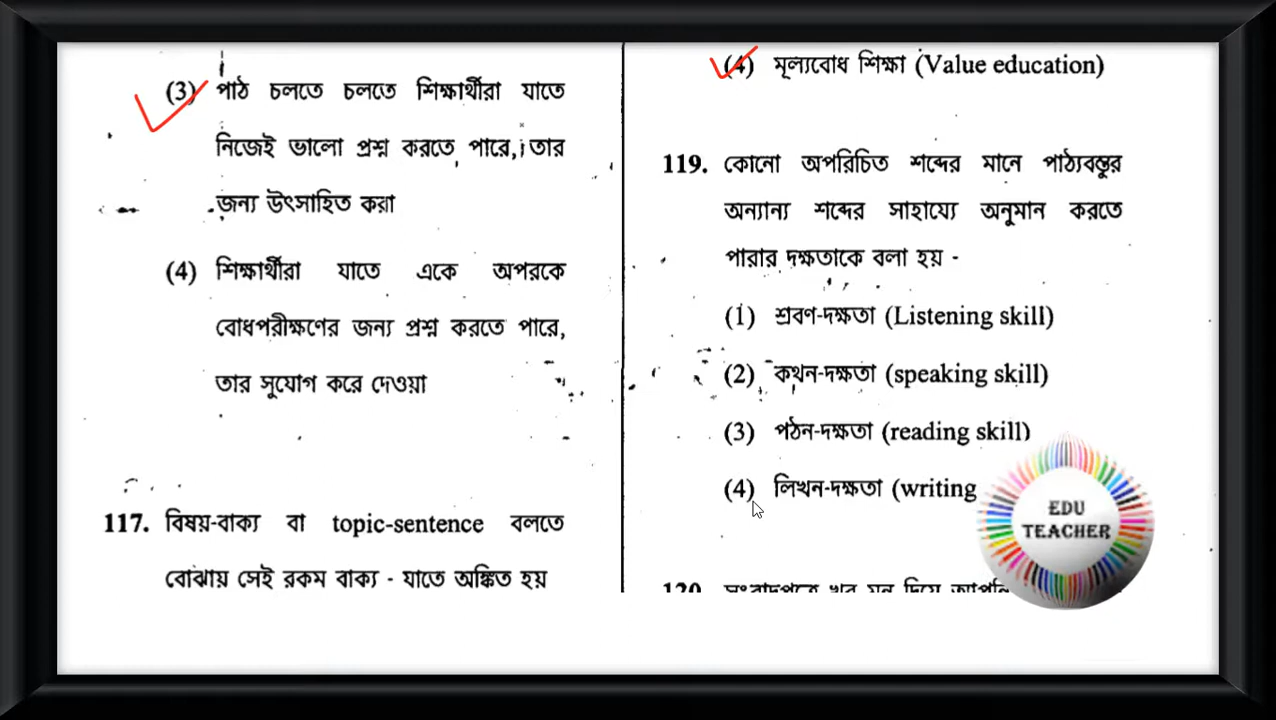 (3) পাঠ চলতে চলতে শিক্ষার্থীরা যাতে
নিজেই ভালো প্রশ্ন করতে পারে, তার
জন্য উৎসাহিত করা
(4) শিক্ষার্থীরা যাতে একে অপরকে
বোধপরীক্ষণের জন্য প্রশ্ন করতে পারে,
তার সুযোগ করে দেওয়া
117. বিষয়-বাক্য বা topic-sentence বলতে
বোঝায় সেই রকম বাক্য - যাতে অঙ্কিত হয়
(4) মূল্যবোধ শিক্ষা (Value education)
119. কোনো অপরিচিত শব্দের মানে পাঠ্যবস্তুর
অন্যান্য শব্দের সাহায্যে অনুমান করতে
পারার দক্ষতাকে বলা হয় -
(1) শ্রবণ-দক্ষতা (Listening skill)
(2) কথন-দক্ষতা (speaking skill)
(3) পঠন-দক্ষতা (reading skill)
(4) লিখন-দক্ষতা (writing
120. সংবাদপত্রে খুব মন দিয়ে
EDU
TEACHER